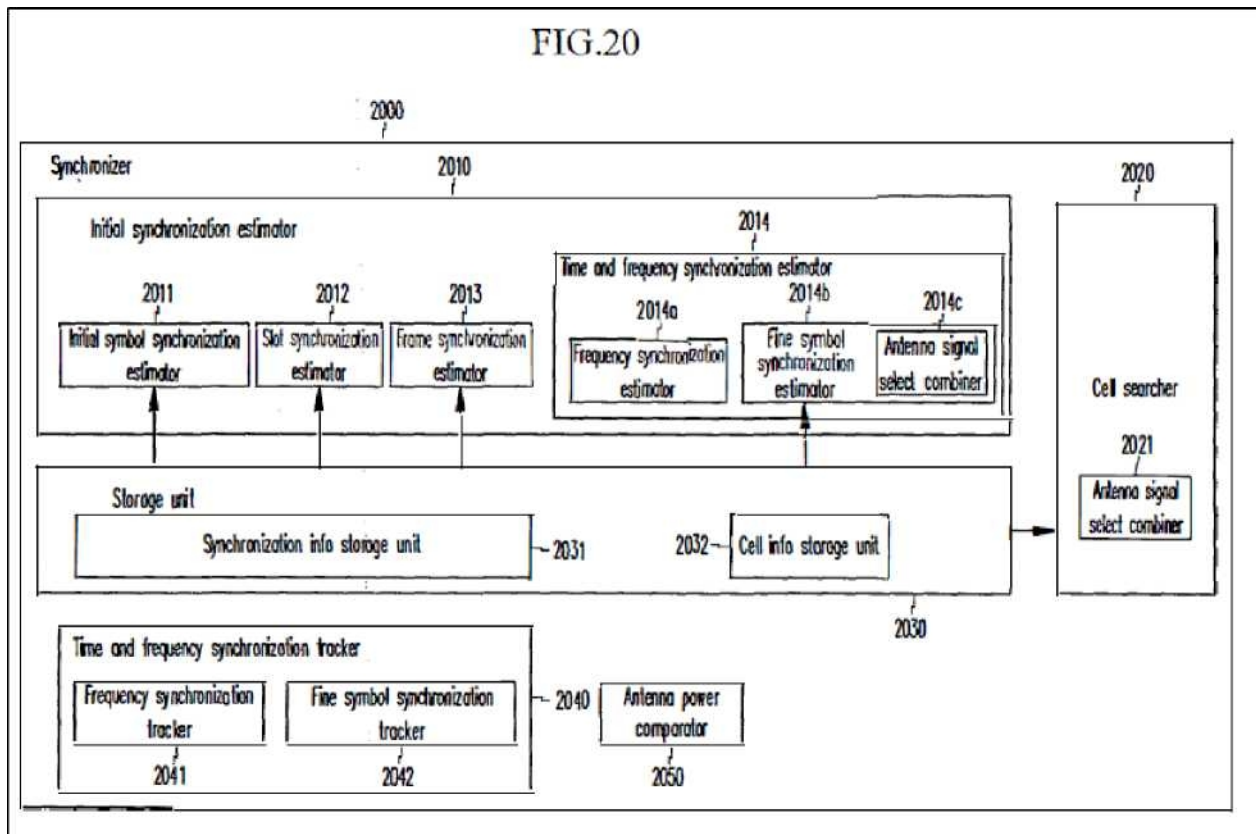 FIG.20
2000
Synchronizer
2010
2020
Initial synchronization estimator
2014
Time and frequency synchronization estimator
2011
2012
2013
2014a
2014b
2014c
Initial symbol synchronization
estimator
Slot synchronization
estimator
Frame synchronization
estimator
Frequency synchronization
estimator
Fine symbol
synchronization
estimator
Antenna signal
select combiner
Cell searcher
2021
Antenna signal
select combiner
Storage unit
Synchronization info storage unit
2031
2032
Cell info storage unit
2030
Time and frequency synchronization tracker
Frequency synchronization
tracker
Fine symbol synchronization
tracker
2040
Antenna power
comparator
2041
2042
2050